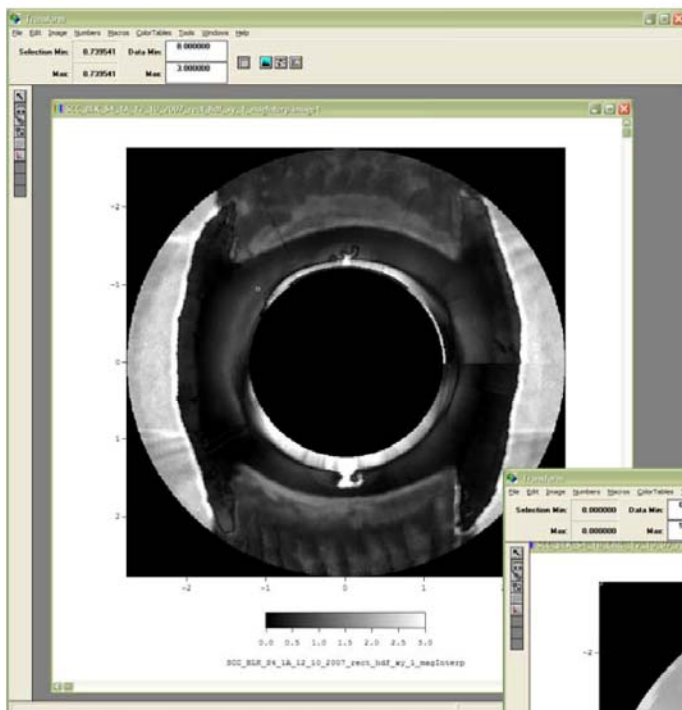 Transform
File Edit Image Numbers Macros ColorTables Tools Windows Help
Selection Min: 0.739541 Data Min: 0.000000
Max: 0.739541 Max: 3.000000
-2
-1
0
1
2
-2 -1 0 1
0.0 0.5 1.0 1.5 2.0 2.5 3.0
SCC_BLK_S4_1A_12_10_2007_rect_hdf_xy_1_magInterp
Transform
File Edit Image Numbers Macros ColorTables
Selection Min: 0.000000 Data Min:
Max: 0.000000 Max:
-2